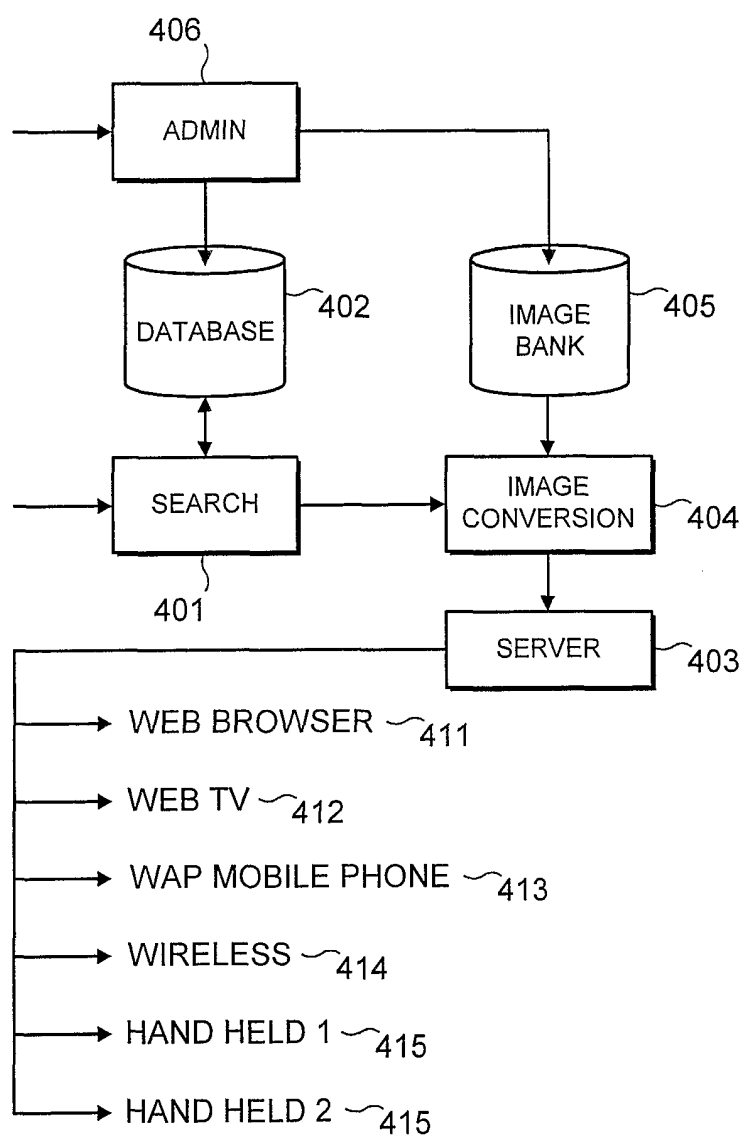 406
ADMIN
402
DATABASE
405
IMAGE
BANK
SEARCH
401
IMAGE
CONVERSION
404
SERVER
403
WEB BROWSER 411
WEB TV 412
WAP MOBILE PHONE 413
WIRELESS 414
HAND HELD 1 415
HAND HELD 2 415